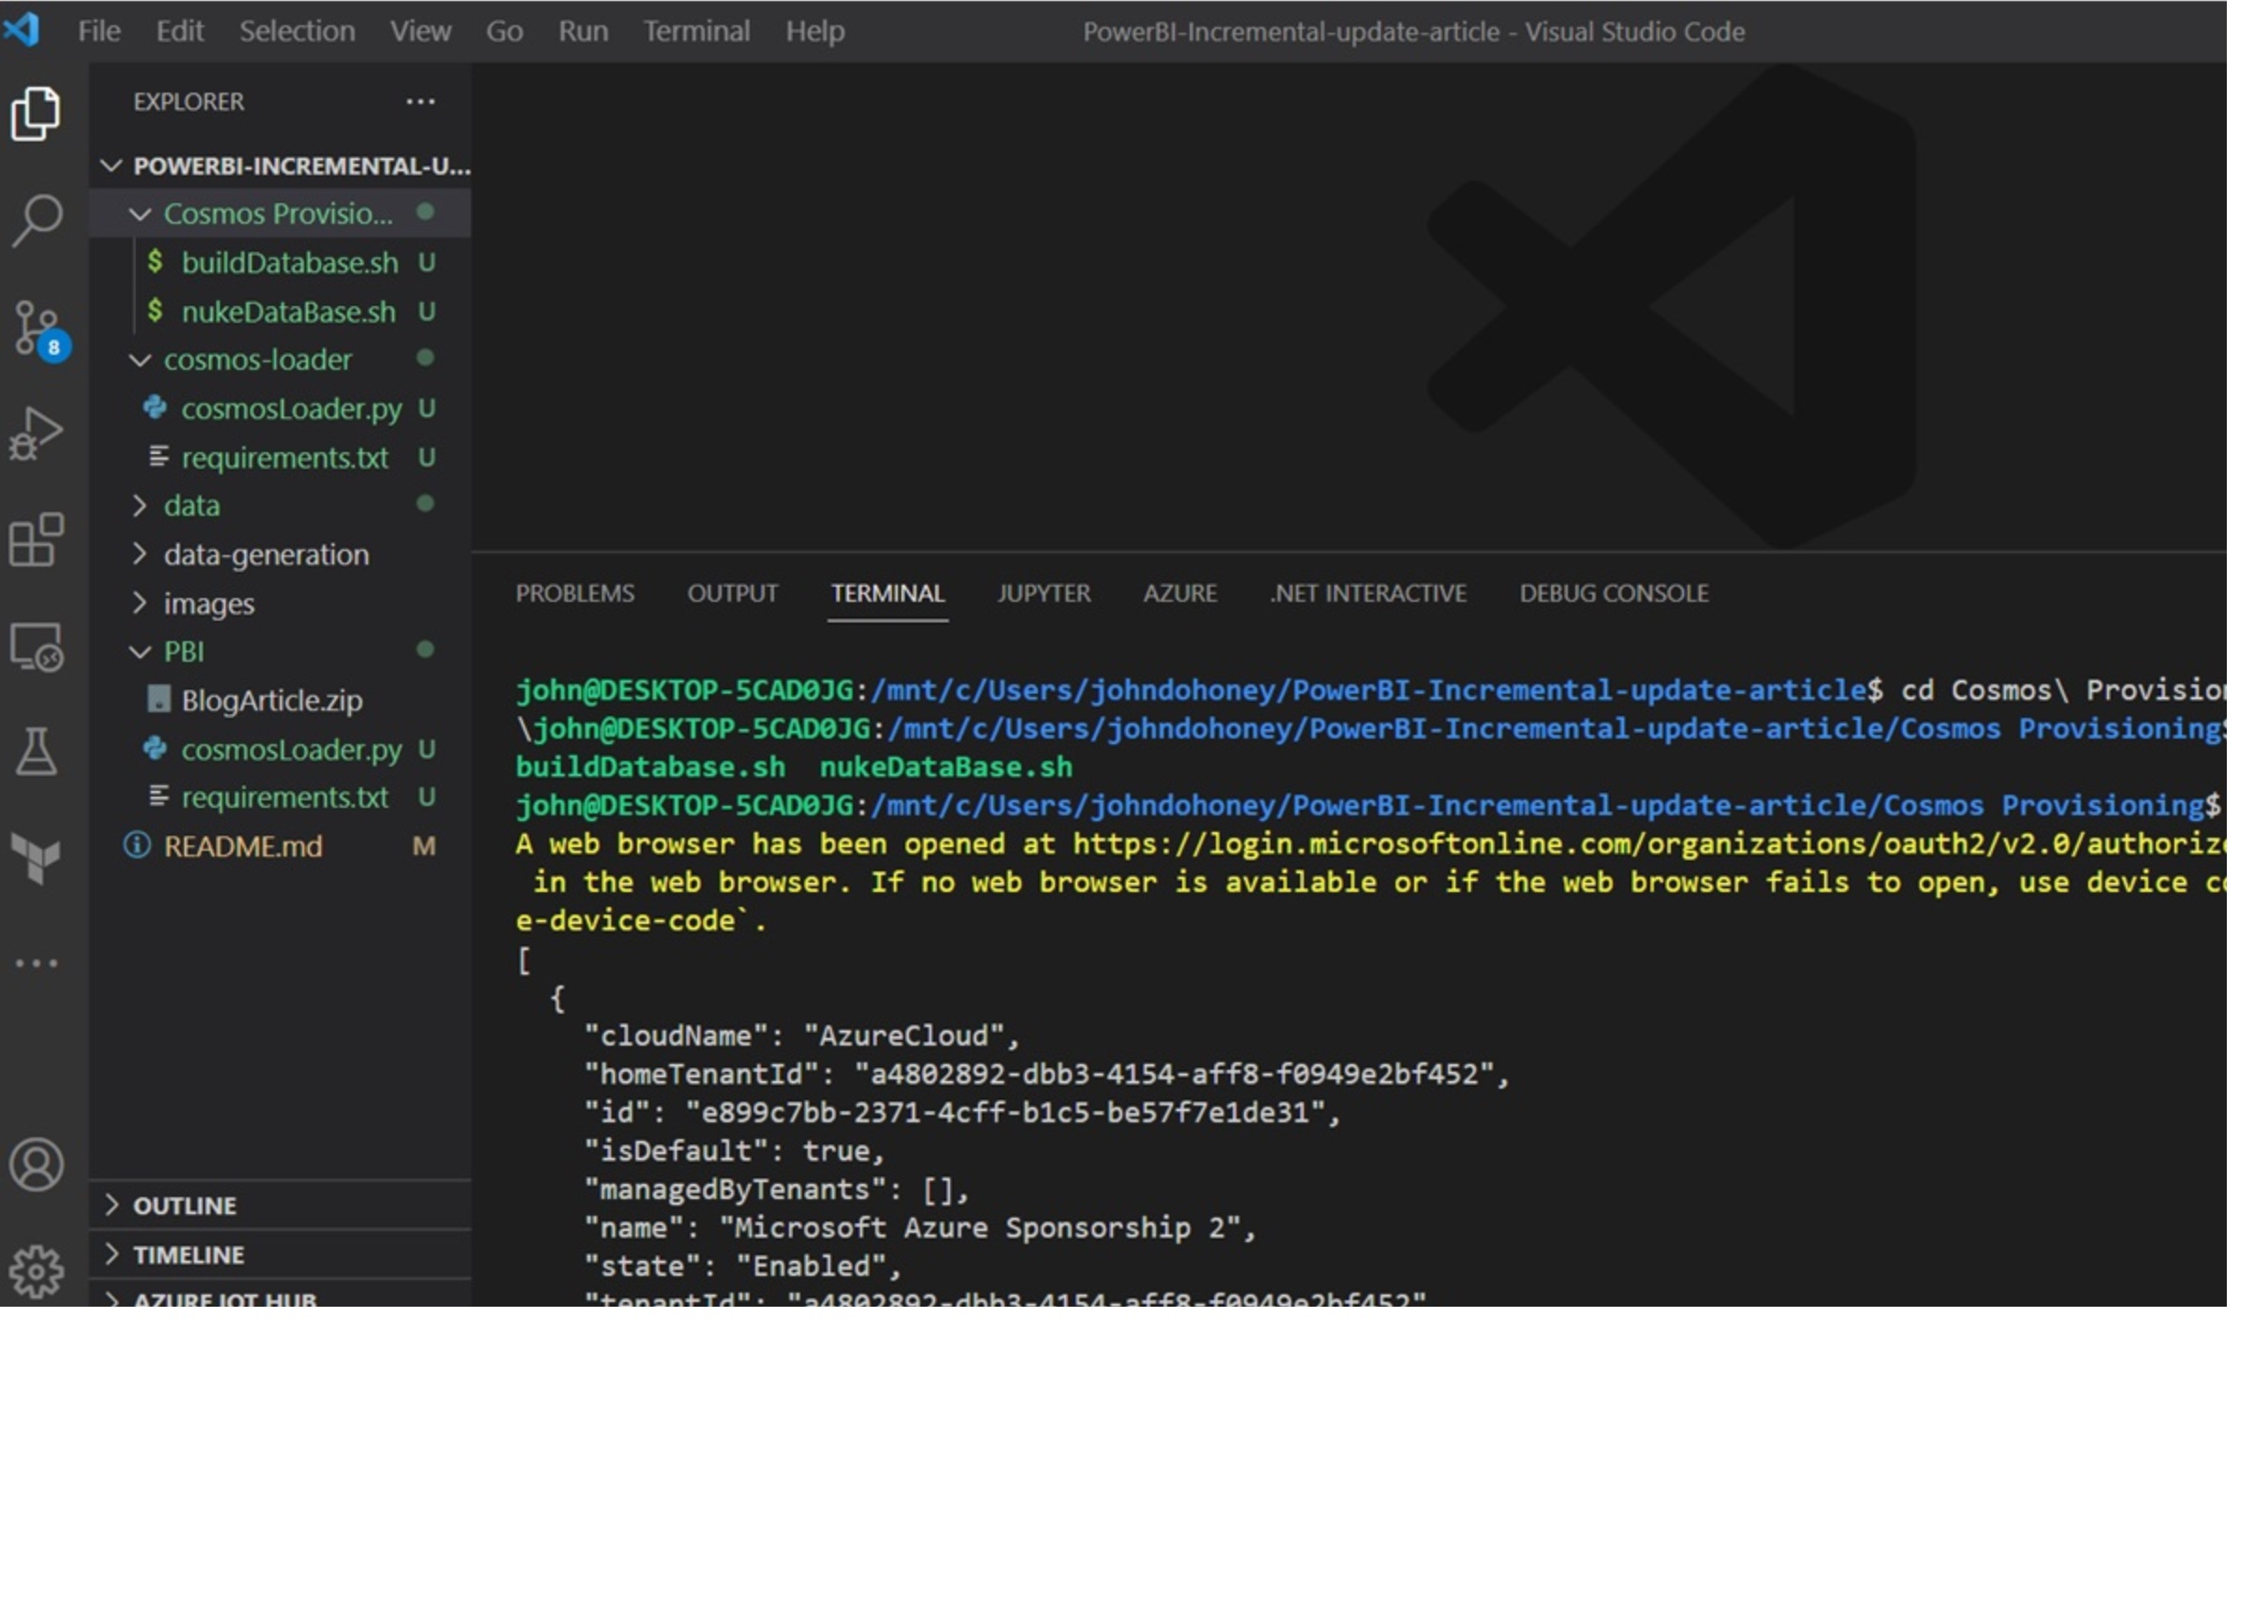 File Edit Selection View Go Run Terminal Help PowerBI-Incremental-update-article - Visual Studio Code
EXPLORER ...
POWERBI-INCREMENTAL-U...
Cosmos Provisio...
$ buildDatabase.sh U
$ nukeDataBase.sh U
8
cosmos-loader
cosmosLoader.py U
requirements.txt U
data
data-generation
images
PBI
BlogArticle.zip
cosmosLoader.py U
requirements.txt U
README.md M
OUTLINE
TIMELINE
AZURE IOT HUB
PROBLEMS OUTPUT TERMINAL JUPYTER AZURE .NET INTERACTIVE DEBUG CONSOLE
john@DESKTOP-5CAD0JG:/mnt/c/Users/johndohoney/PowerBI-Incremental-update-article$ cd Cosmos\
\john@DESKTOP-5CAD0JG:/mnt/c/Users/johndohoney/PowerBI-Incremental-update-article/Cosmos Provisioning$
buildDatabase.sh nukeDataBase.sh
john@DESKTOP-5CAD0JG:/mnt/c/Users/johndohoney/PowerBI-Incremental-update-article/Cosmos Provisioning$
A web browser has been opened at https://login.microsoftonline.com/organizations/oauth2/v2.0/authorize
in the web browser. If no web browser is available or if the web browser fails to open, use device
e-device-code`.
[
{
"cloudName": "AzureCloud",
"homeTenantId": "a4802892-dbb3-4154-aff8-f0949e2bf452",
"id": "e899c7bb-2371-4cff-b1c5-be57f7e1de31",
"isDefault": true,
"managedByTenants": [],
"name": "Microsoft Azure Sponsorship 2",
"state": "Enabled",
"tenantId": "a4802892-dbb3-4154-aff8-f0949e2bf452"